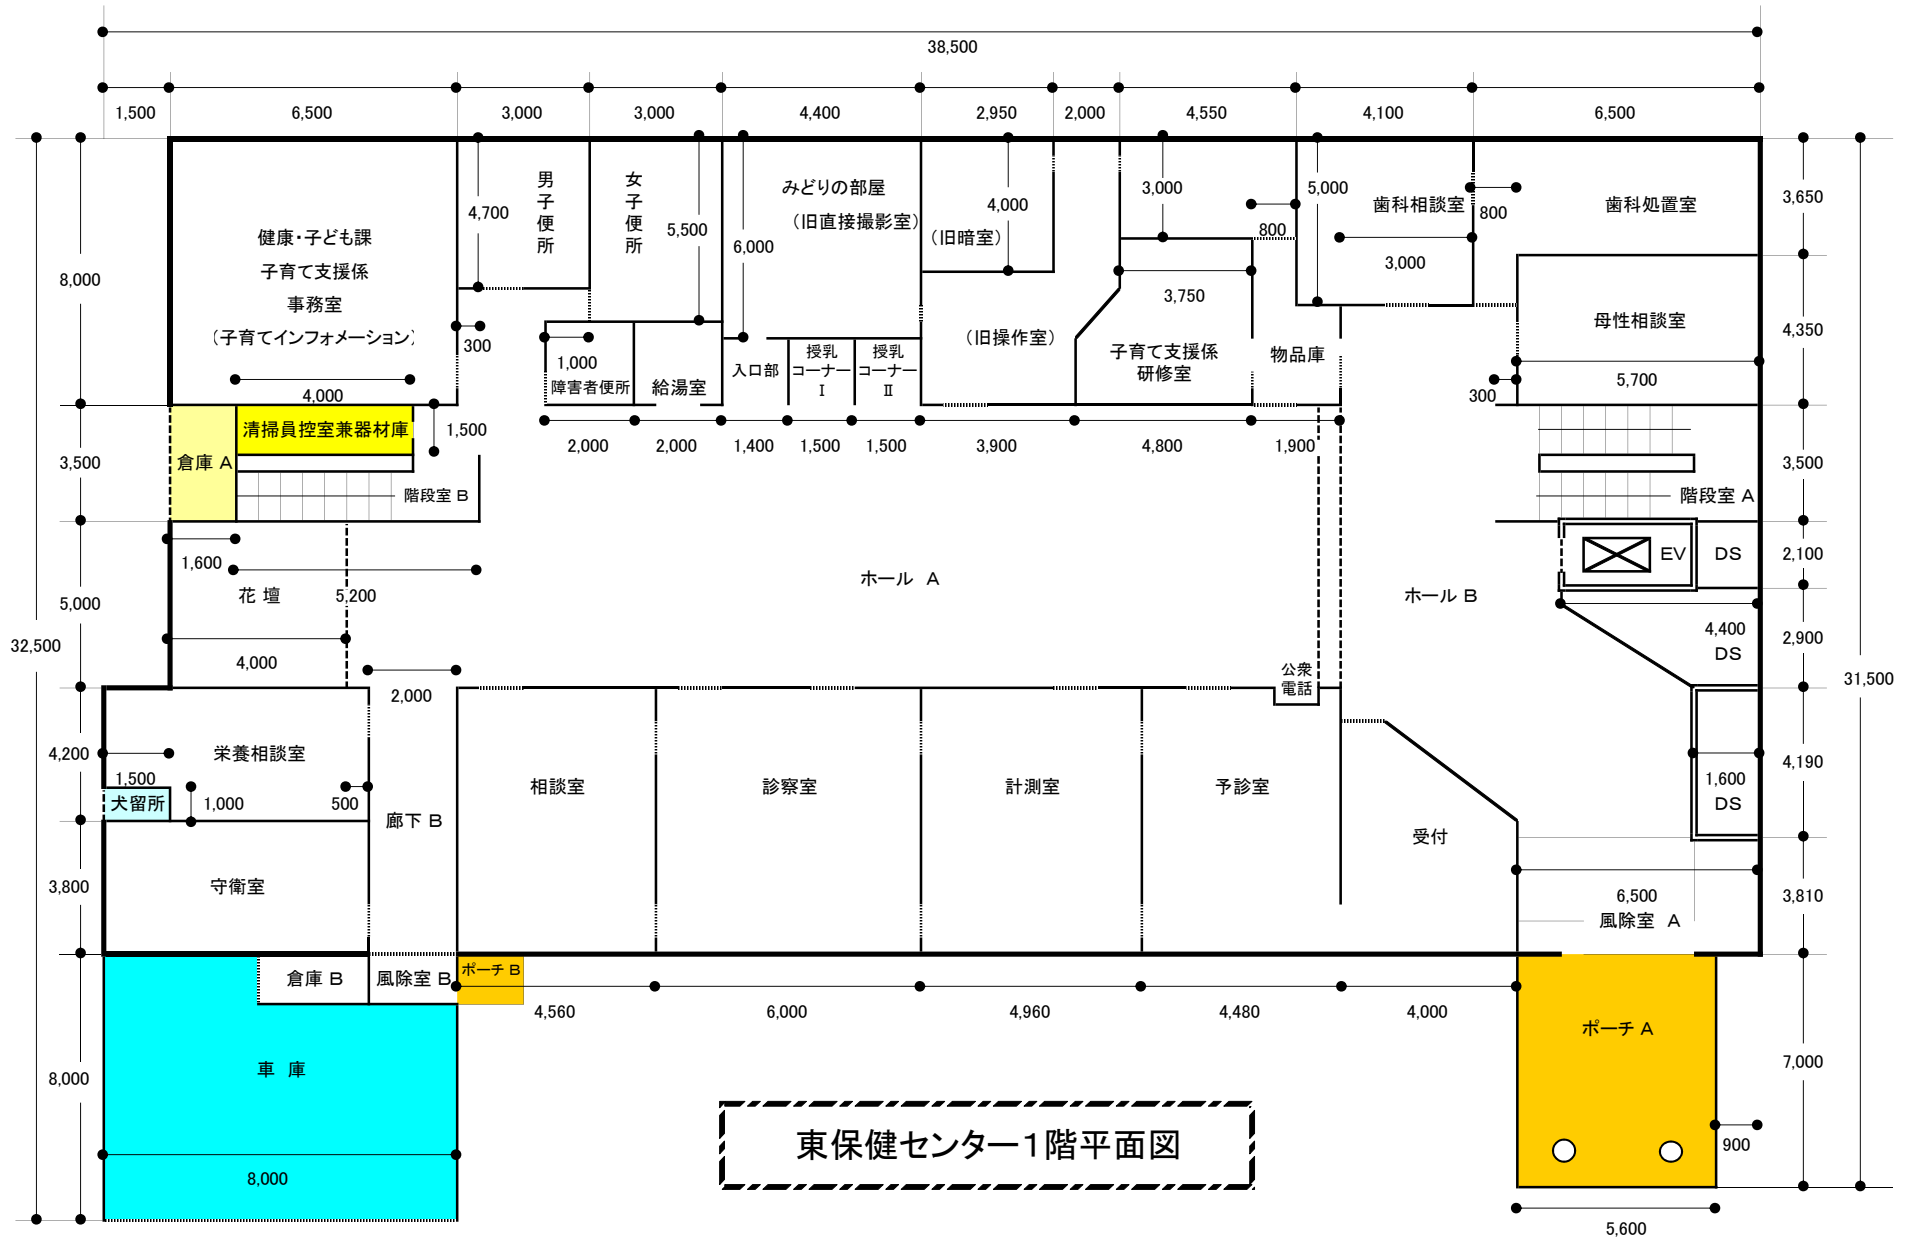 38,500
1,500
6,500
3,000
3,000
4,400
2,950
2,000
4,550
4,100
6,500
男子便所
女子便所
みどりの部屋
（旧直接撮影室）
4,700
5,500
6,000
4,000
（旧暗室）
3,000
800
5,000
歯科相談室
800
3,000
歯科処置室
3,650
健康・子ども課
子育て支援係
事務室
（子育てインフォメーション）
8,000
4,000
300
1,000
障害者便所
給湯室
入口部
授乳
コーナー
Ⅰ
授乳
コーナー
Ⅱ
（旧操作室）
3,750
子育て支援係
研修室
物品庫
母性相談室
5,700
300
4,350
清掃員控室兼器材庫
1,500
倉庫 A
階段室 B
3,500
2,000
2,000
1,400
1,500
1,500
3,900
4,800
1,900
階段室 A
3,500
1,600
花 壇
5,200
4,000
5,000
32,500
ホール A
ホール B
EV
DS
2,100
4,400
DS
2,900
31,500
公衆
電話
2,000
栄養相談室
4,200
1,500
犬留所
1,000
500
廊下 B
相談室
診察室
計測室
予診室
受付
1,600
DS
4,190
守衛室
3,800
6,500
風除室 A
3,810
倉庫 B
風除室 B
ポーチ B
4,560
6,000
4,960
4,480
4,000
ポーチ A
7,000
車 庫
8,000
8,000
900
5,600
東保健センター１階平面図